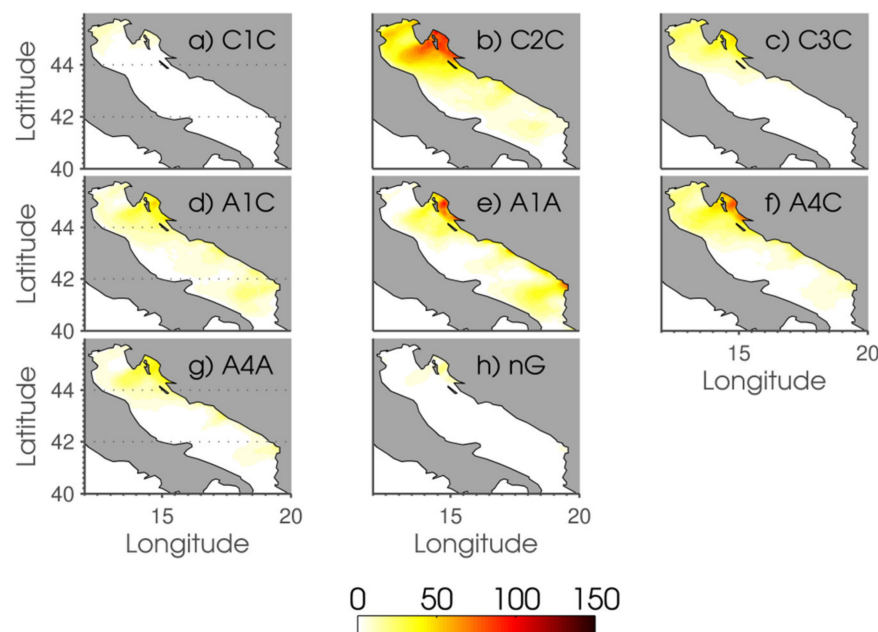 a) C1C
b) C2C
c) C3C
Latitude
44
42
40
d) A1C
e) A1A
f) A4C
Latitude
44
42
40
15
20
Longitude
g) A4A
h) nG
Latitude
44
42
40
15
20
15
20
Longitude
Longitude
0 50 100 150